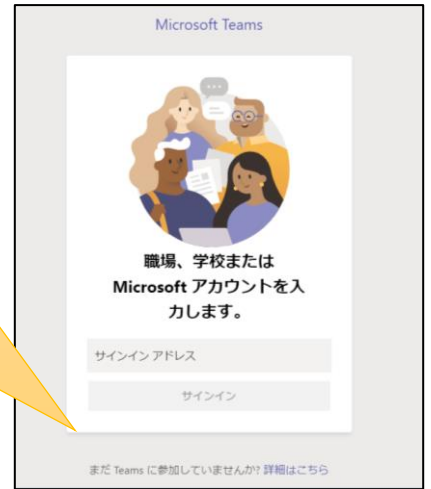 Microsoft Teams
職場、学校または
Microsoft アカウントを入
力します。
サインイン アドレス
サインイン
まだ Teams に参加していませんか? 詳細はこちら